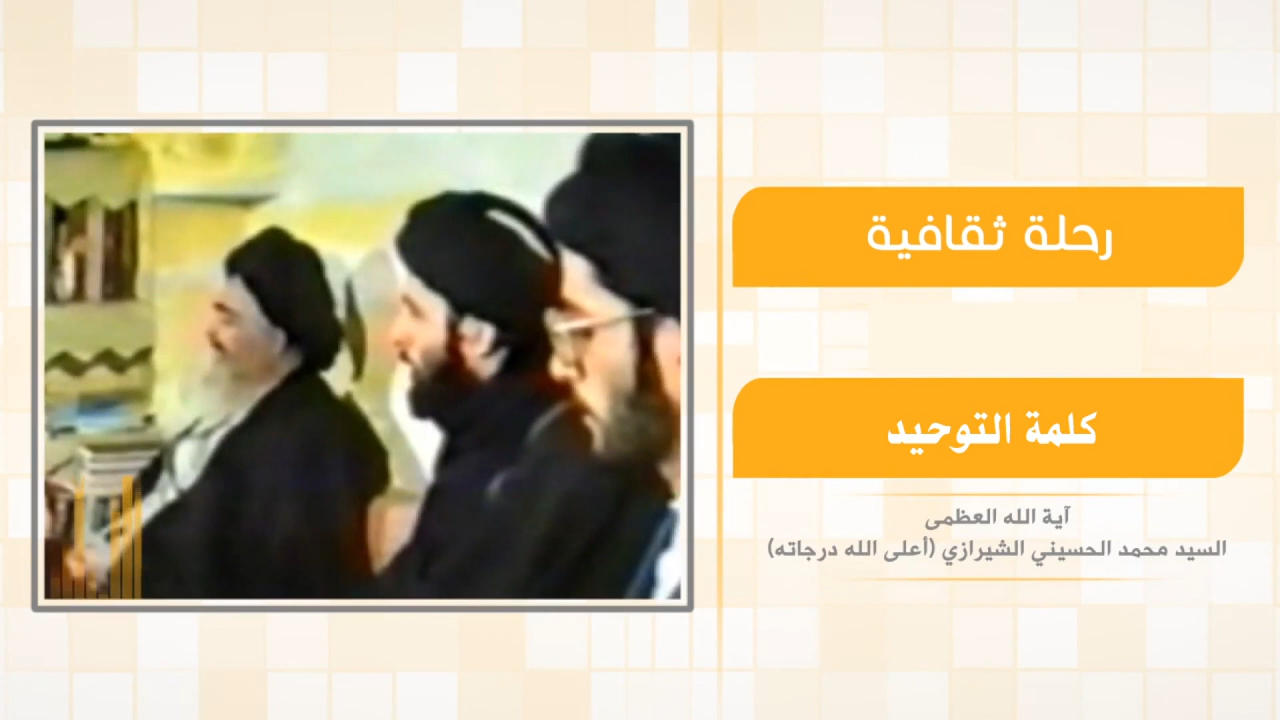 رحلة ثقافية
كلمة التوحيد
آية الله العظمى
السيد محمد الحسيني الشيرازي (أعلى الله درجاته)